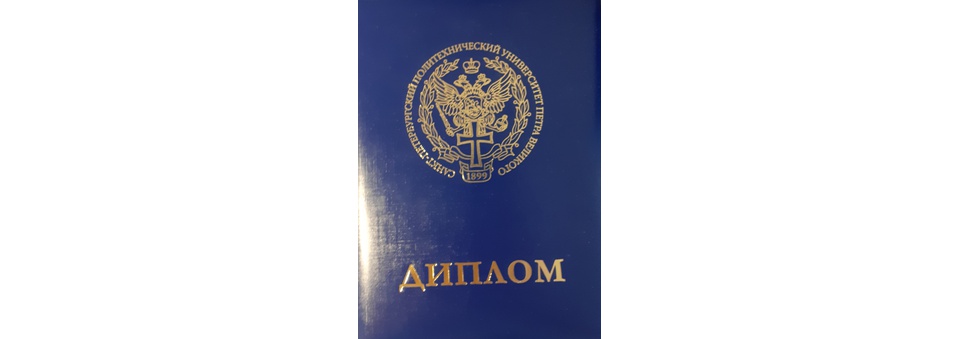 САНКТ-ПЕТЕРБУРГСКИЙ ПОЛИТЕХНИЧЕСКИЙ УНИВЕРСИТЕТ ПЕТРА ВЕЛИКОГО
1899
ДИПЛОМ